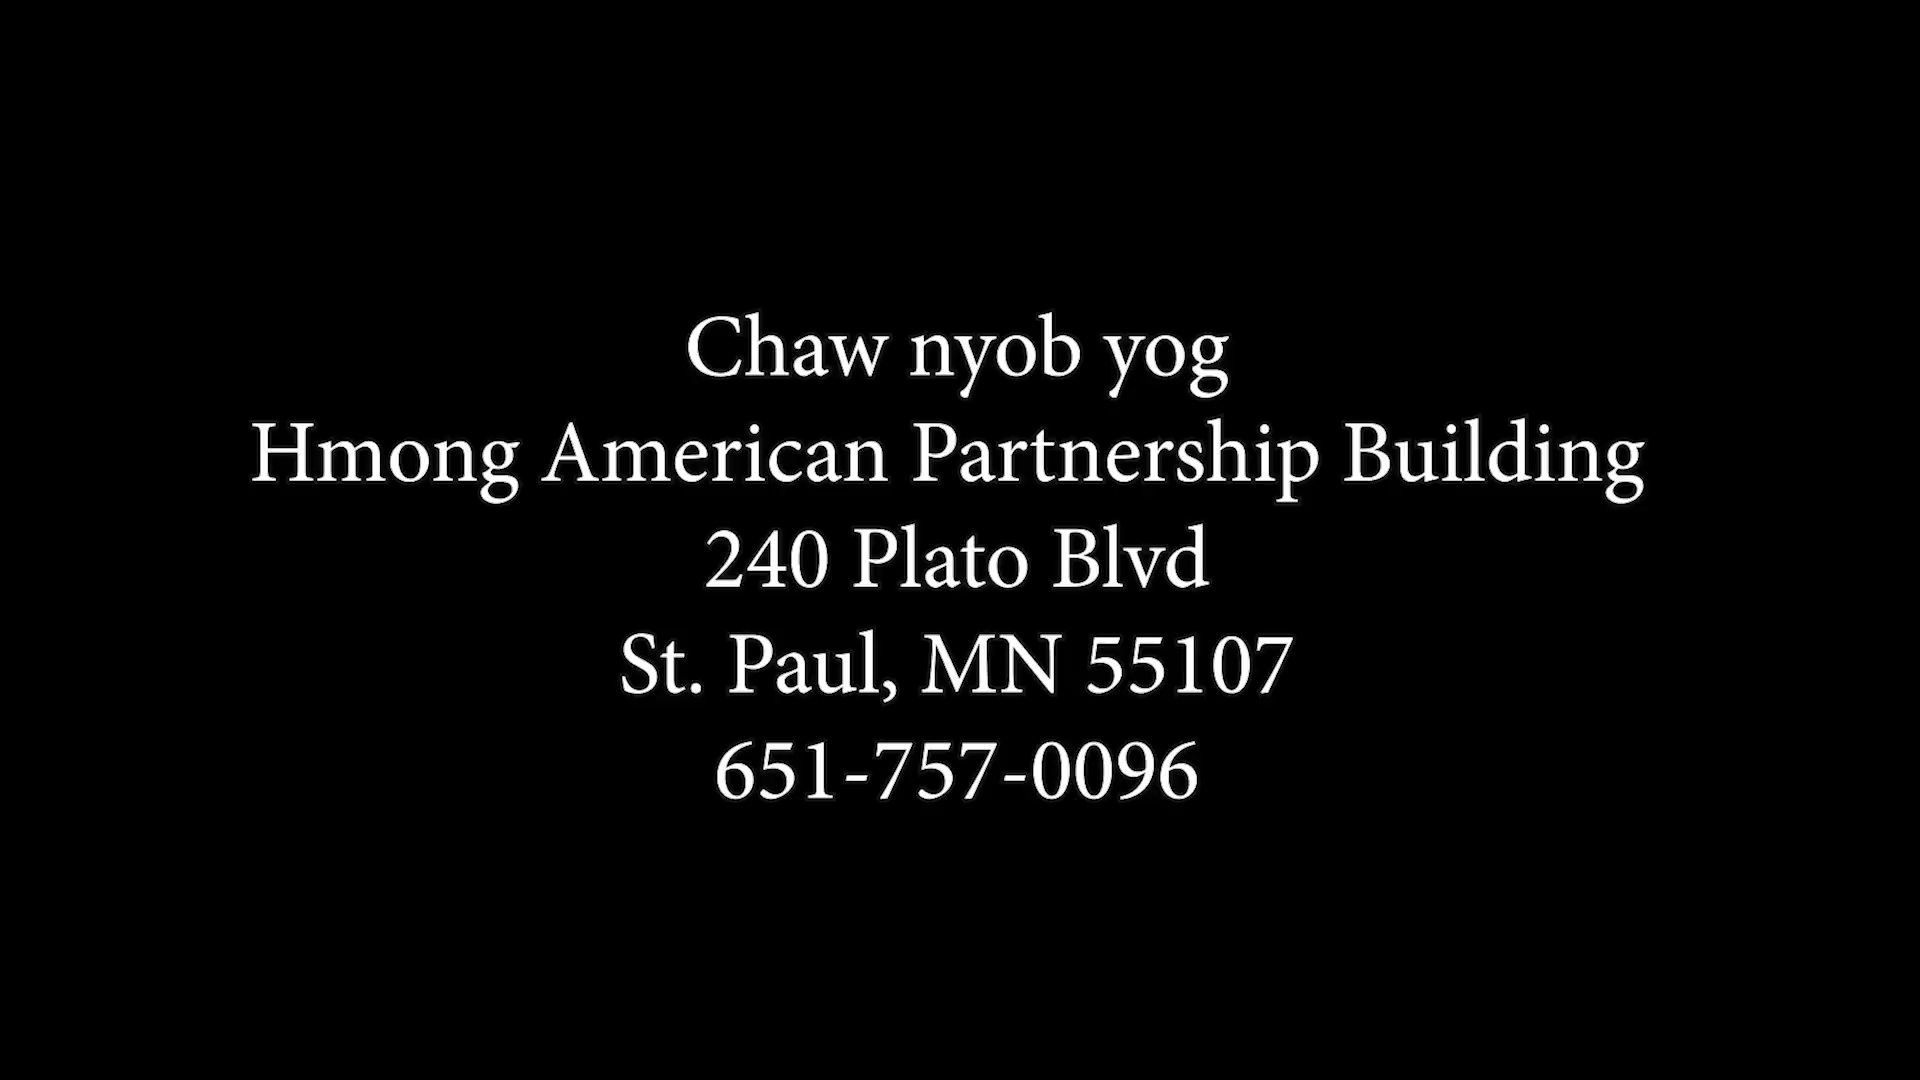 Chaw nyob yog
Hmong American Partnership Building
240 Plato Blvd
St. Paul, MN 55107
651-757-0096